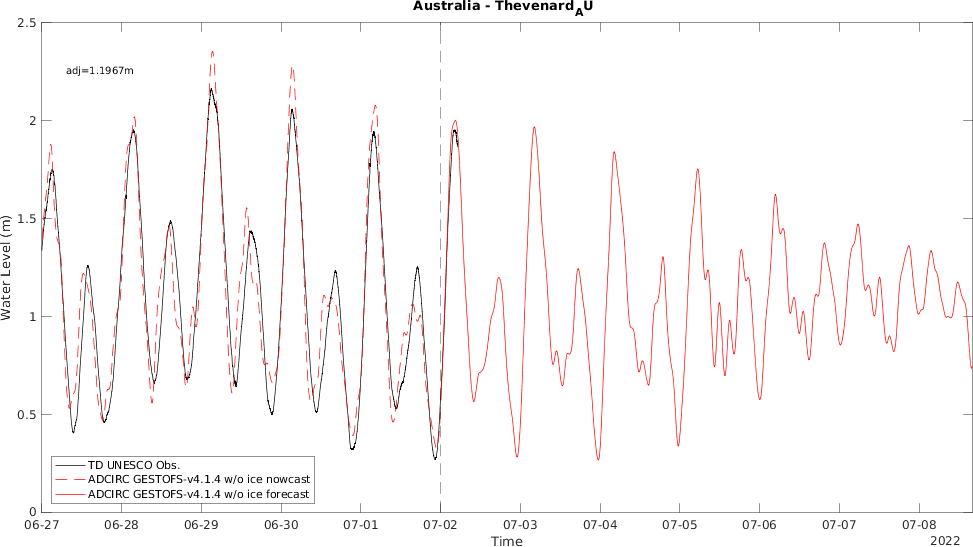 Australia - Thevenard_AU
adj=1.1967m
Water Level (m)
2.5
2
1.5
1
0.5
0
TD UNESCO Obs.
ADCIRC GESTOFS-v4.1.4 w/o ice nowcast
ADCIRC GESTOFS-v4.1.4 w/o ice forecast
06-27 06-28 06-29 06-30 07-01 07-02 07-03 07-04 07-05 07-06 07-07 07-08
Time
2022